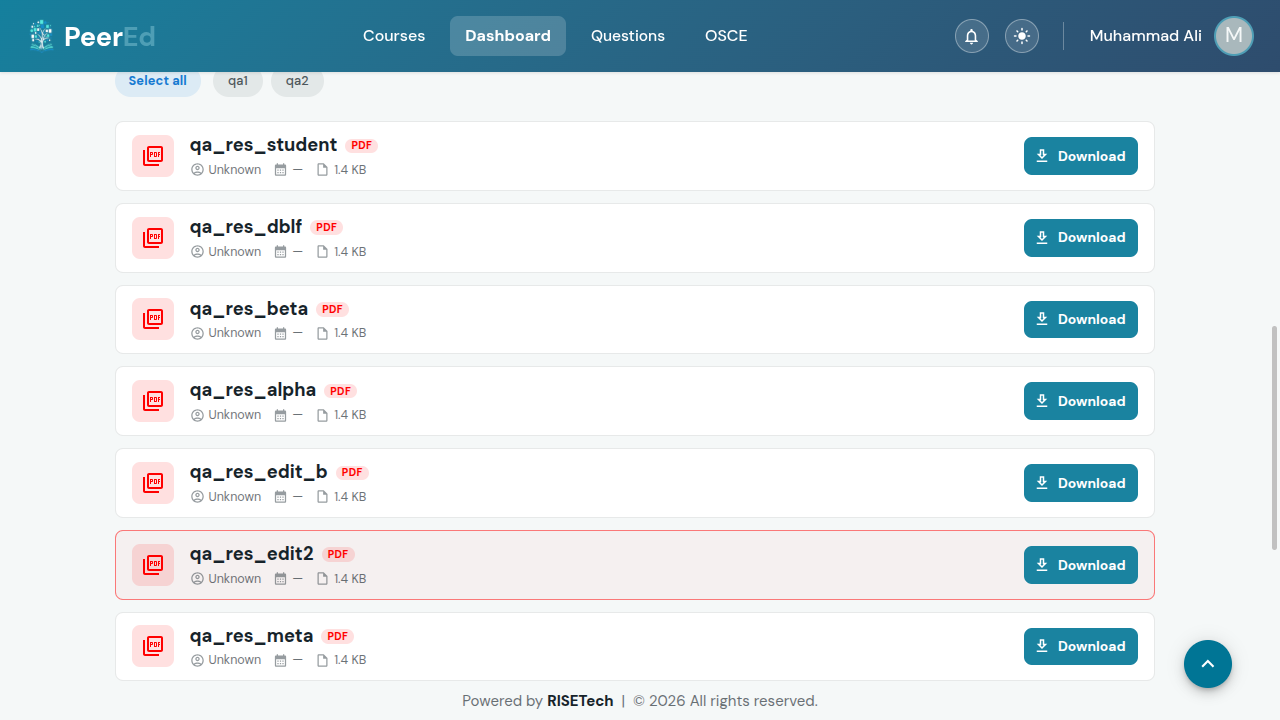 PeerEd Courses Dashboard Questions OSCE Muhammad Ali M
Select all qa1 qa2
qa_res_student PDF
Unknown — 1.4 KB
Download
qa_res_dblf PDF
Unknown — 1.4 KB
Download
qa_res_beta PDF
Unknown — 1.4 KB
Download
qa_res_alpha PDF
Unknown — 1.4 KB
Download
qa_res_edit_b PDF
Unknown — 1.4 KB
Download
qa_res_edit2 PDF
Unknown — 1.4 KB
Download
qa_res_meta PDF
Unknown — 1.4 KB
Download
Powered by RISETech | © 2026 All rights reserved.